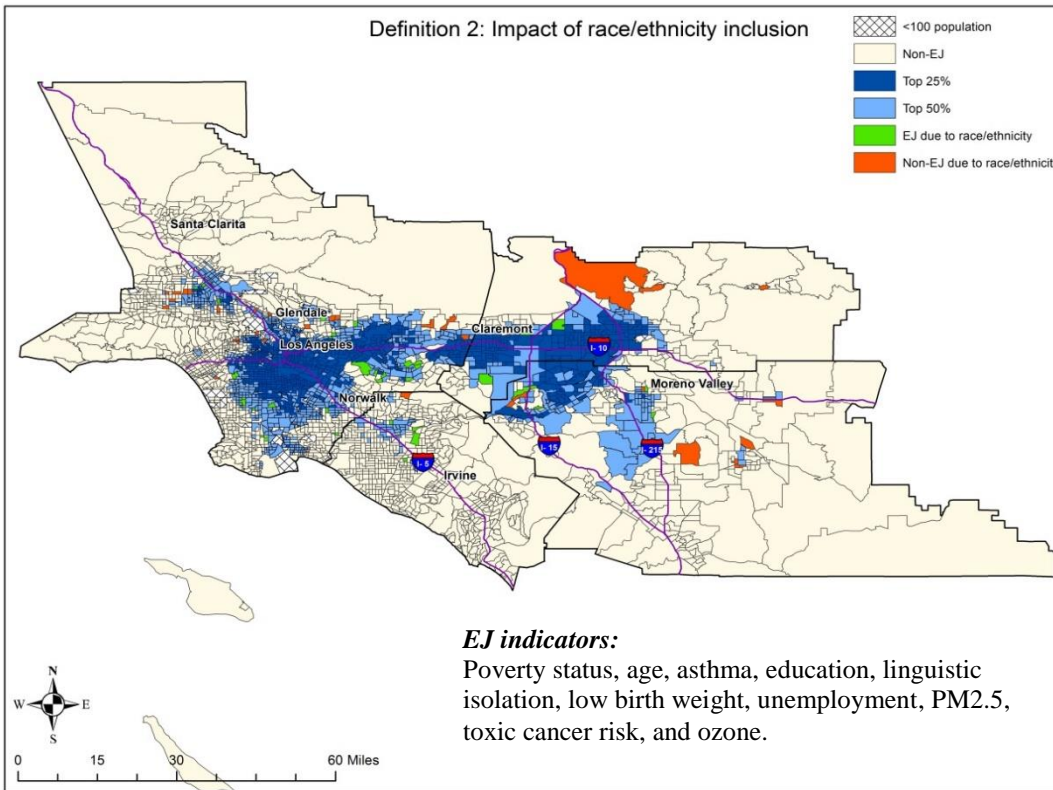 Definition 2: Impact of race/ethnicity inclusion
<100 population
Non-EJ
Top 25%
Top 50%
EJ due to race/ethnicity
Non-EJ due to race/ethnicit
Santa Clarita
Glendale
Los Angeles
Claremont
I- 10
Norwalk
Moreno Valley
I- 15
I- 215
I- 5
Irvine
EJ indicators:
Poverty status, age, asthma, education, linguistic
isolation, low birth weight, unemployment, PM2.5,
toxic cancer risk, and ozone.
N
W E
S
0 15 30 60 Miles